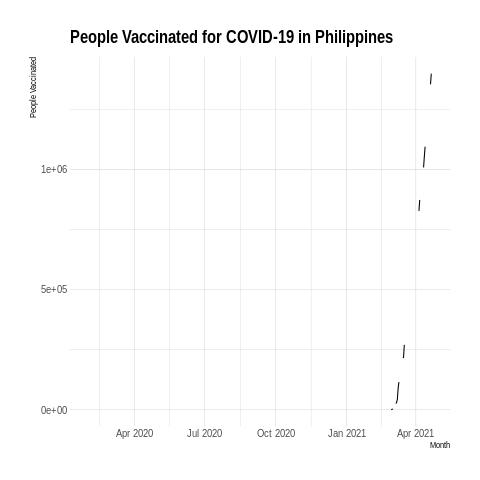 People Vaccinated for COVID-19 in Philippines
People Vaccinated
1e+06
5e+05
0e+00
Apr 2020
Jul 2020
Oct 2020
Jan 2021
Apr 2021
Month